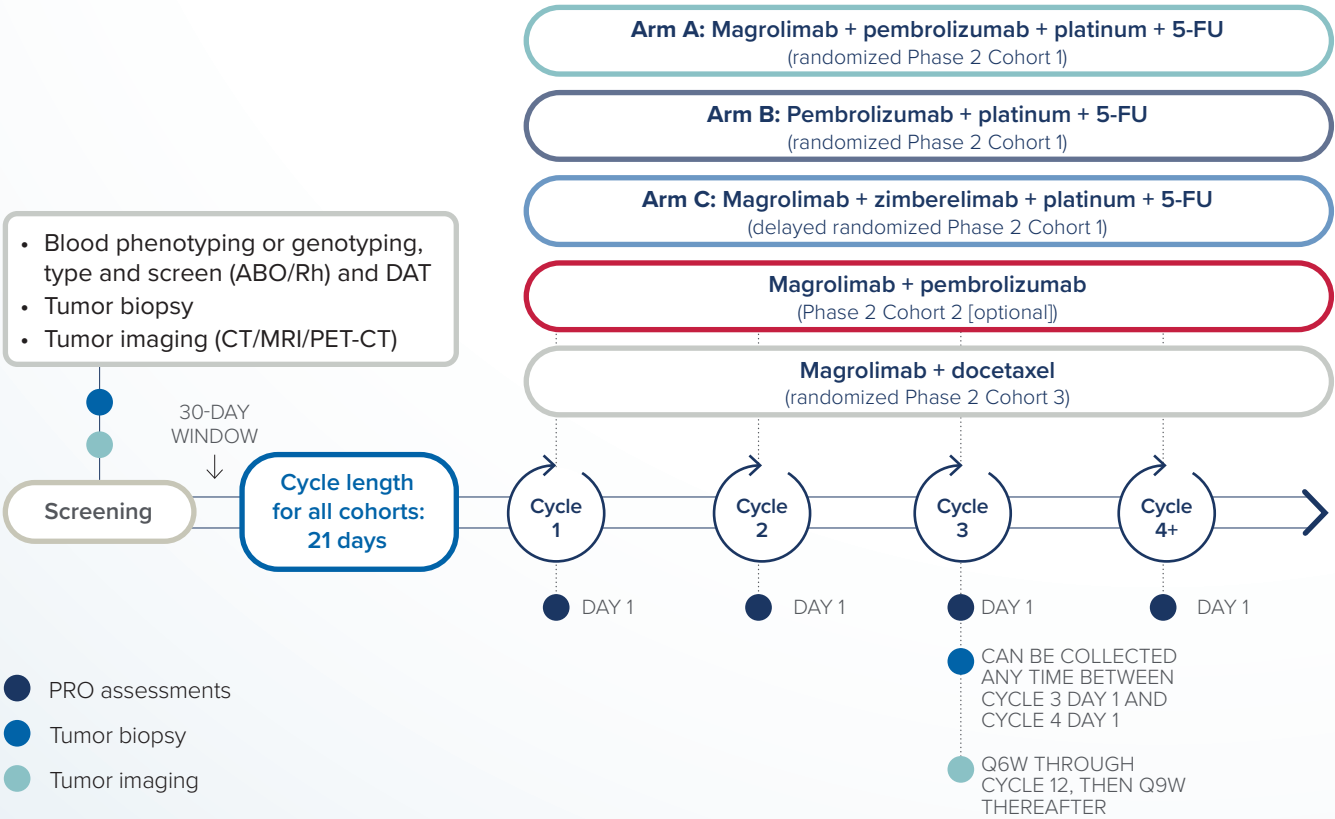 Arm A: Magrolimab + pembrolizumab + platinum + 5-FU
(randomized Phase 2 Cohort 1)
Arm B: Pembrolizumab + platinum + 5-FU
(randomized Phase 2 Cohort 1)
Arm C: Magrolimab + zimberelimab + platinum + 5-FU
(delayed randomized Phase 2 Cohort 1)
Magrolimab + pembrolizumab
(Phase 2 Cohort 2 [optional])
Magrolimab + docetaxel
(randomized Phase 2 Cohort 3)
• Blood phenotyping or genotyping,
type and screen (ABO/Rh) and DAT
• Tumor biopsy
• Tumor imaging (CT/MRI/PET-CT)
30-DAY
WINDOW
Screening
Cycle length
for all cohorts:
21 days
Cycle
1
Cycle
2
Cycle
3
Cycle
4+
DAY 1
DAY 1
DAY 1
DAY 1
CAN BE COLLECTED
ANY TIME BETWEEN
CYCLE 3 DAY 1 AND
CYCLE 4 DAY 1
Q6W THROUGH
CYCLE 12, THEN Q9W
THEREAFTER
PRO assessments
Tumor biopsy
Tumor imaging